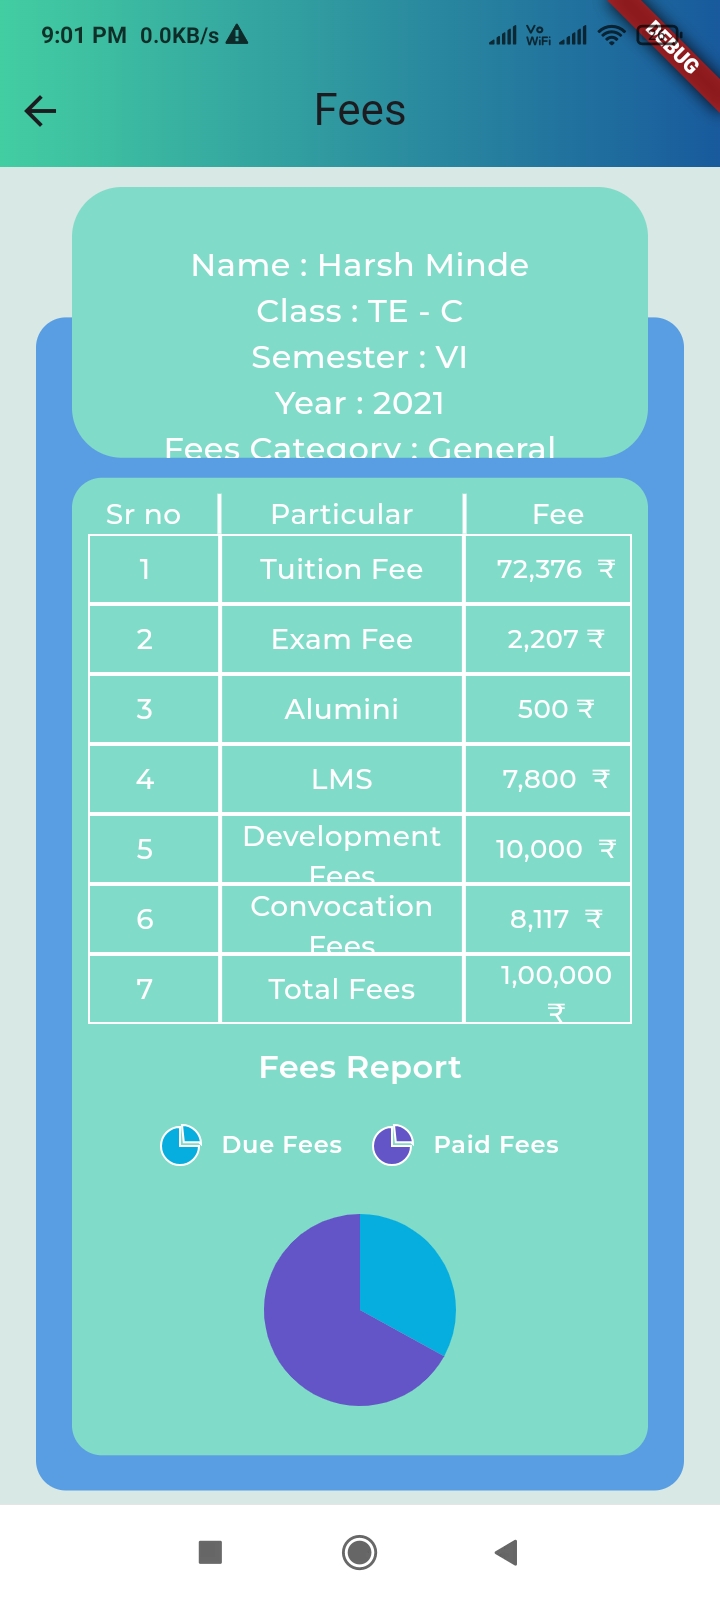 9:01 PM 0.0KB/s
Vo
WiFi
DEBUG
Fees
Name : Harsh Minde
Class : TE - C
Semester : VI
Year : 2021
Fees Category : General
Sr no Particular Fee
1 Tuition Fee 72,376 ₹
2 Exam Fee 2,207 ₹
3 Alumini 500 ₹
4 LMS 7,800 ₹
5 Development Fees 10,000 ₹
6 Convocation Fees 8,117 ₹
7 Total Fees 1,00,000 ₹
Fees Report
Due Fees Paid Fees